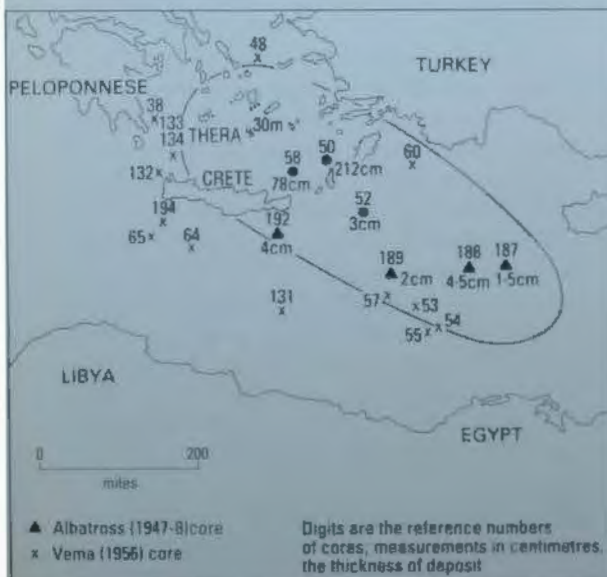 48
TURKEY
PELOPONNESE
38
133
THERA
30m
134
50
60
58
132
CRETE
212cm
78cm
52
194
192
3cm
65
64
4cm
189
186
187
2cm
4·5cm
1·5cm
57
53
131
54
55
LIBYA
EGYPT
0
200
miles
▲ Albatross (1947-8)core
x Vema (1956) core
Digits are the reference numbers
of cores, measurements in centimetres,
the thickness of deposit